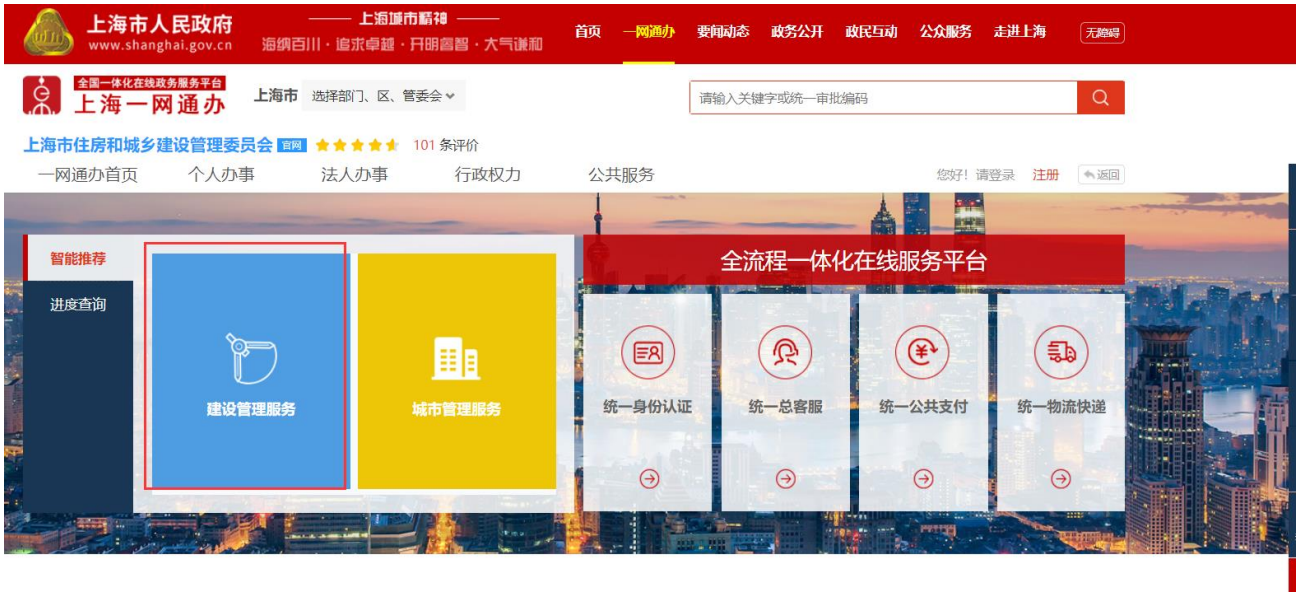 上海市人民政府
www.shanghai.gov.cn
上海城市精神
海纳百川·追求卓越·开明睿智·大气谦和
首页 一网通办 要闻动态 政务公开 政民互动 公众服务 走进上海 无障碍
全国一体化在线政务服务平台
上海一网通办
上海市 选择部门、区、管委会
请输入关键字或统一审批编码
上海市住房和城乡建设管理委员会 官网 101 条评价
一网通办首页 个人办事 法人办事 行政权力 公共服务 您好！请登录 注册 返回
智能推荐
进度查询
建设管理服务
城市管理服务
全流程一体化在线服务平台
统一身份认证 统一总客服 统一公共支付 统一物流快递